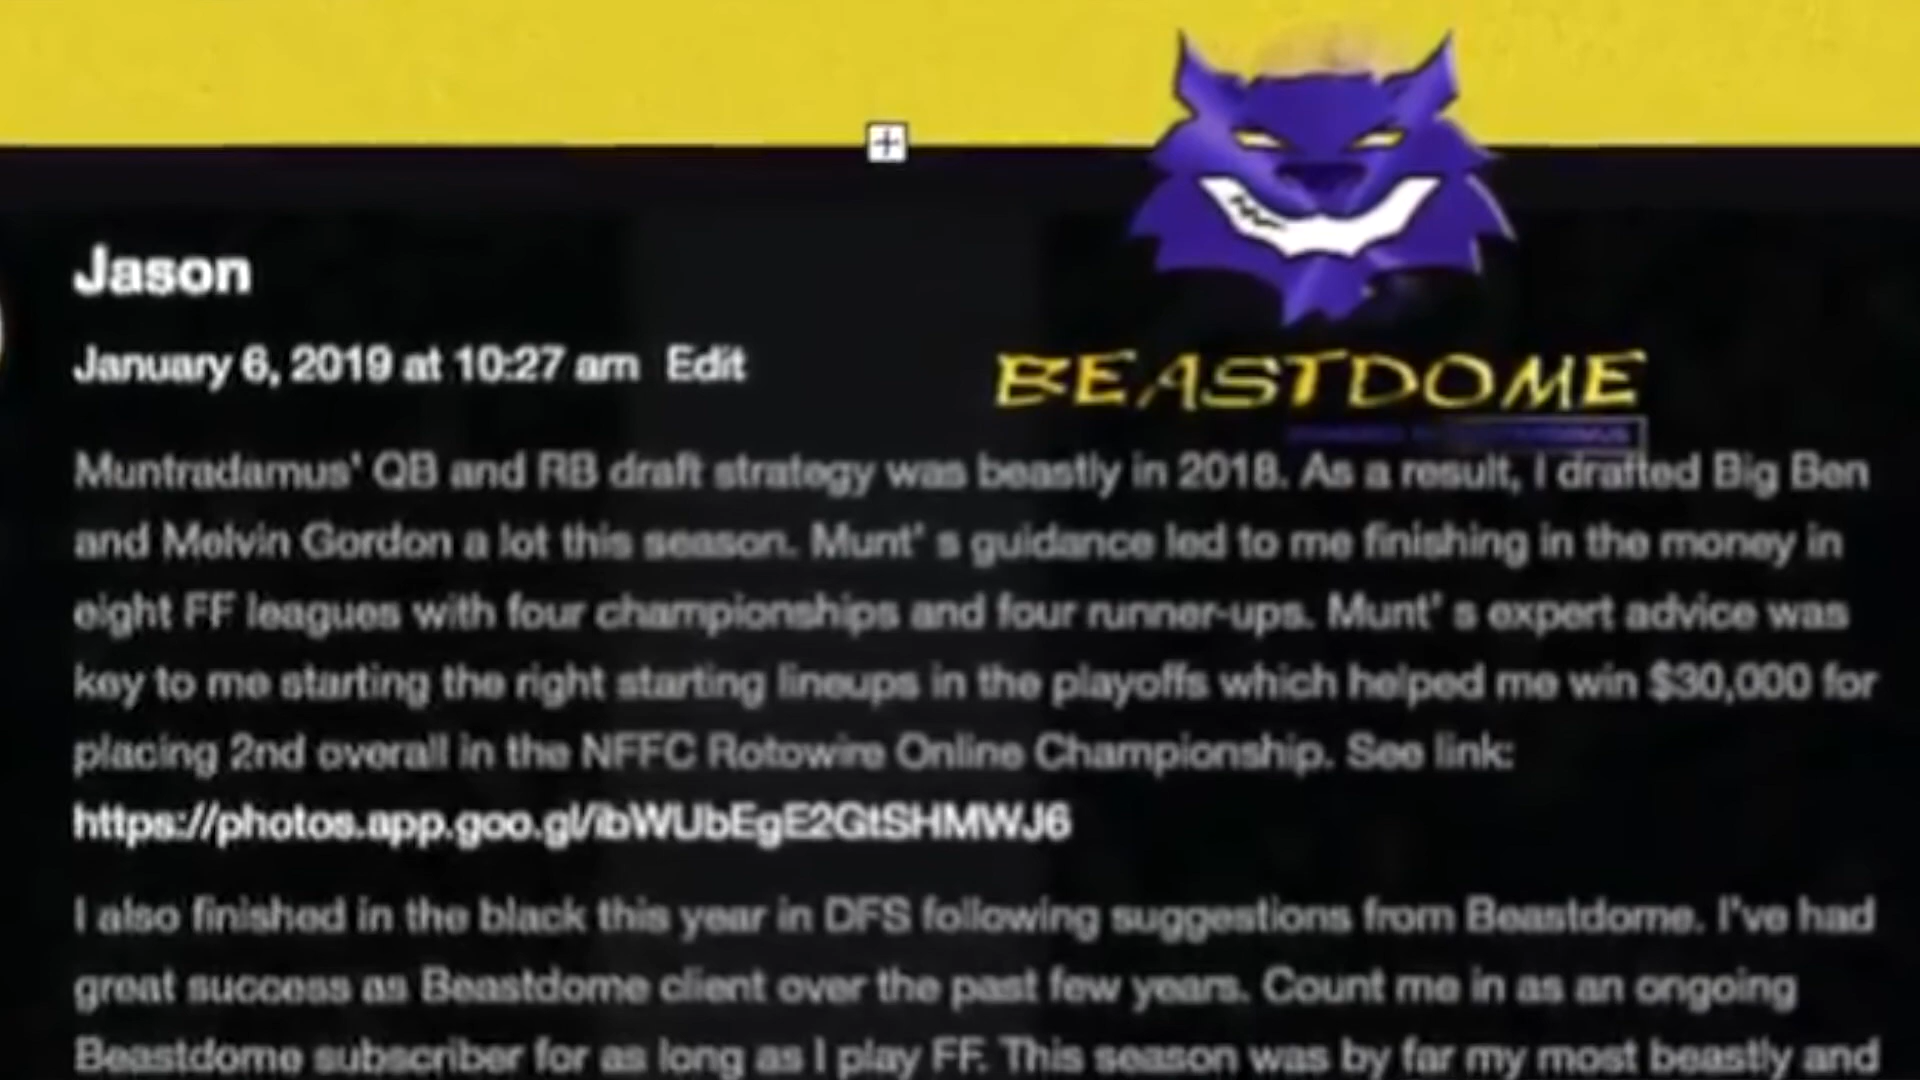 BEASTDOME
Jason
January 6, 2019 at 10:27 am Edit
Muntradamus' QB and RB draft strategy was beastly in 2018. As a result, I drafted Big Ben
and Melvin Gordon a lot this season. Munt' s guidance led to me finishing in the money in
eight FF leagues with four championships and four runner-ups. Munt' s expert advice was
key to me starting the right starting lineups in the playoffs which helped me win $30,000 for
placing 2nd overall in the NFFC Rotowire Online Championship. See link:
https://photos.app.goo.gl/ibWUbEgE2GtSHMWJ6
I also finished in the black this year in DFS following suggestions from Beastdome. I've had
great success as Beastdome client over the past few years. Count me in as an ongoing
Beastdome subscriber for as long as I play FF. This season was by far my most beastly and